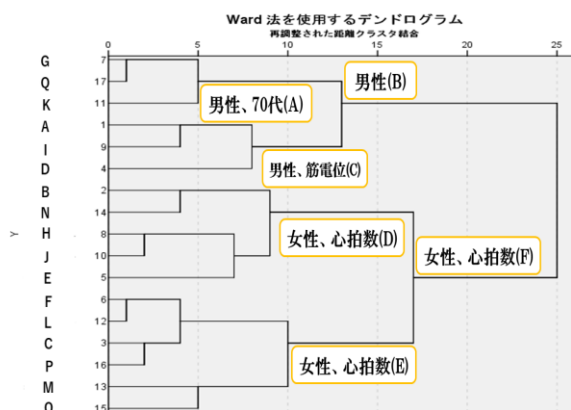 Ward 法を使用するデンドログラム
再調整された距離クラスタ結合
0 5 10 15 20 25
G 7
Q 17
K 11
A 1
I 9
D 4
B 2
N 14
H 8
J 10
E 5
F 6
L 12
C 3
P 16
M 13
O 15
Y
男性(B)
男性、70代(A)
男性、筋電位(C)
女性、心拍数(D)
女性、心拍数(F)
女性、心拍数(E)